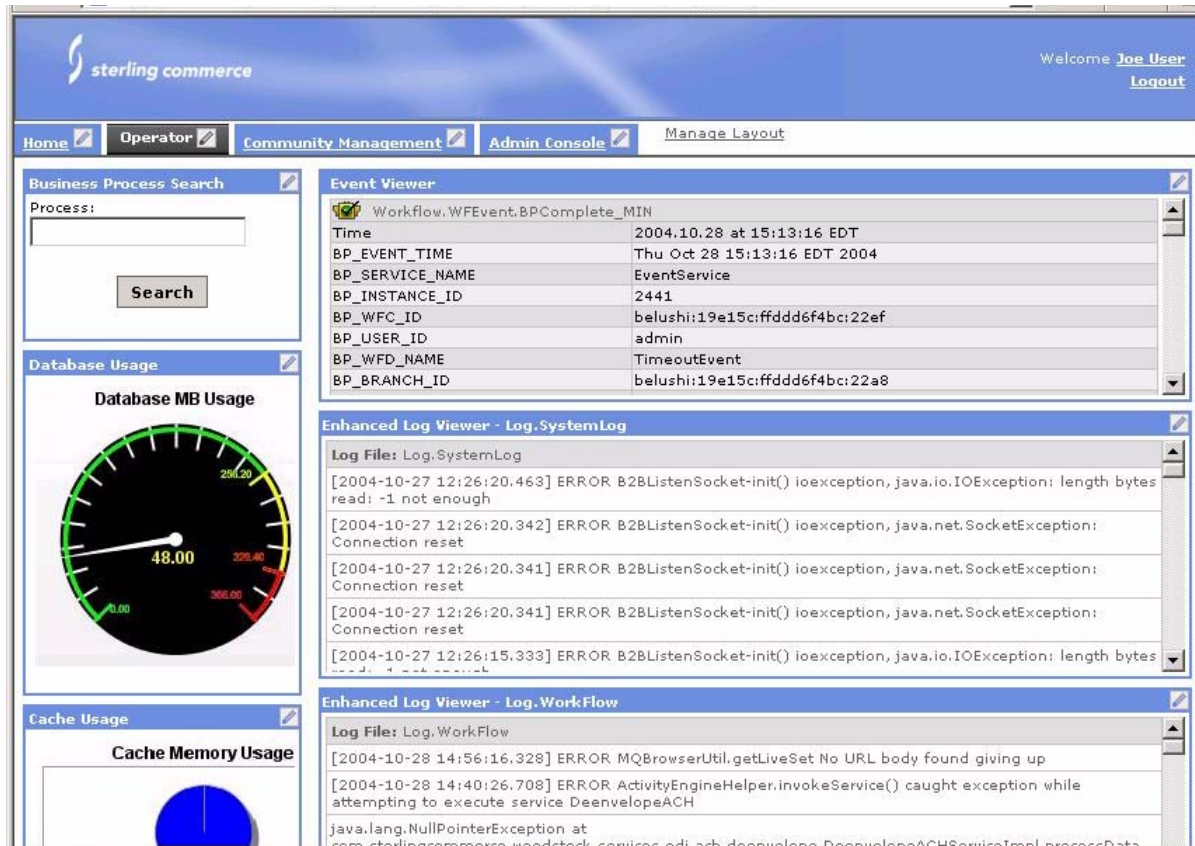 sterling commerce
Welcome Joe User
Logout
Home
Operator
Community Management
Admin Console
Manage Layout
Business Process Search
Process:
Search
Database Usage
Database MB Usage
48.00
0.00
Cache Usage
Cache Memory Usage
Event Viewer
Workflow.WFEvent.BPComplete_MIN
Time 2004.10.28 at 15:13:16 EDT
BP_EVENT_TIME Thu Oct 28 15:13:16 EDT 2004
BP_SERVICE_NAME EventService
BP_INSTANCE_ID 2441
BP_WFC_ID belushi:19e15c:ffddd6f4bc:22ef
BP_USER_ID admin
BP_WFD_NAME TimeoutEvent
BP_BRANCH_ID belushi:19e15c:ffddd6f4bc:22a8
Enhanced Log Viewer - Log.SystemLog
Log File: Log.SystemLog
[2004-10-27 12:26:20.463] ERROR B2BListenSocket-init() ioexception, java.io.IOException: length bytes
read: -1 not enough
[2004-10-27 12:26:20.342] ERROR B2BListenSocket-init() ioexception, java.net.SocketException:
Connection reset
[2004-10-27 12:26:20.341] ERROR B2BListenSocket-init() ioexception, java.net.SocketException:
Connection reset
[2004-10-27 12:26:20.341] ERROR B2BListenSocket-init() ioexception, java.net.SocketException:
Connection reset
[2004-10-27 12:26:15.333] ERROR B2BListenSocket-init() ioexception, java.io.IOException: length bytes
Enhanced Log Viewer - Log.WorkFlow
Log File: Log.WorkFlow
[2004-10-28 14:56:16.328] ERROR MQBrowserUtil.getLiveSet No URL body found giving up
[2004-10-28 14:40:26.708] ERROR ActivityEngineHelper.invokeService() caught exception while
attempting to execute service DeenvelopeACH
java.lang.NullPointerException at